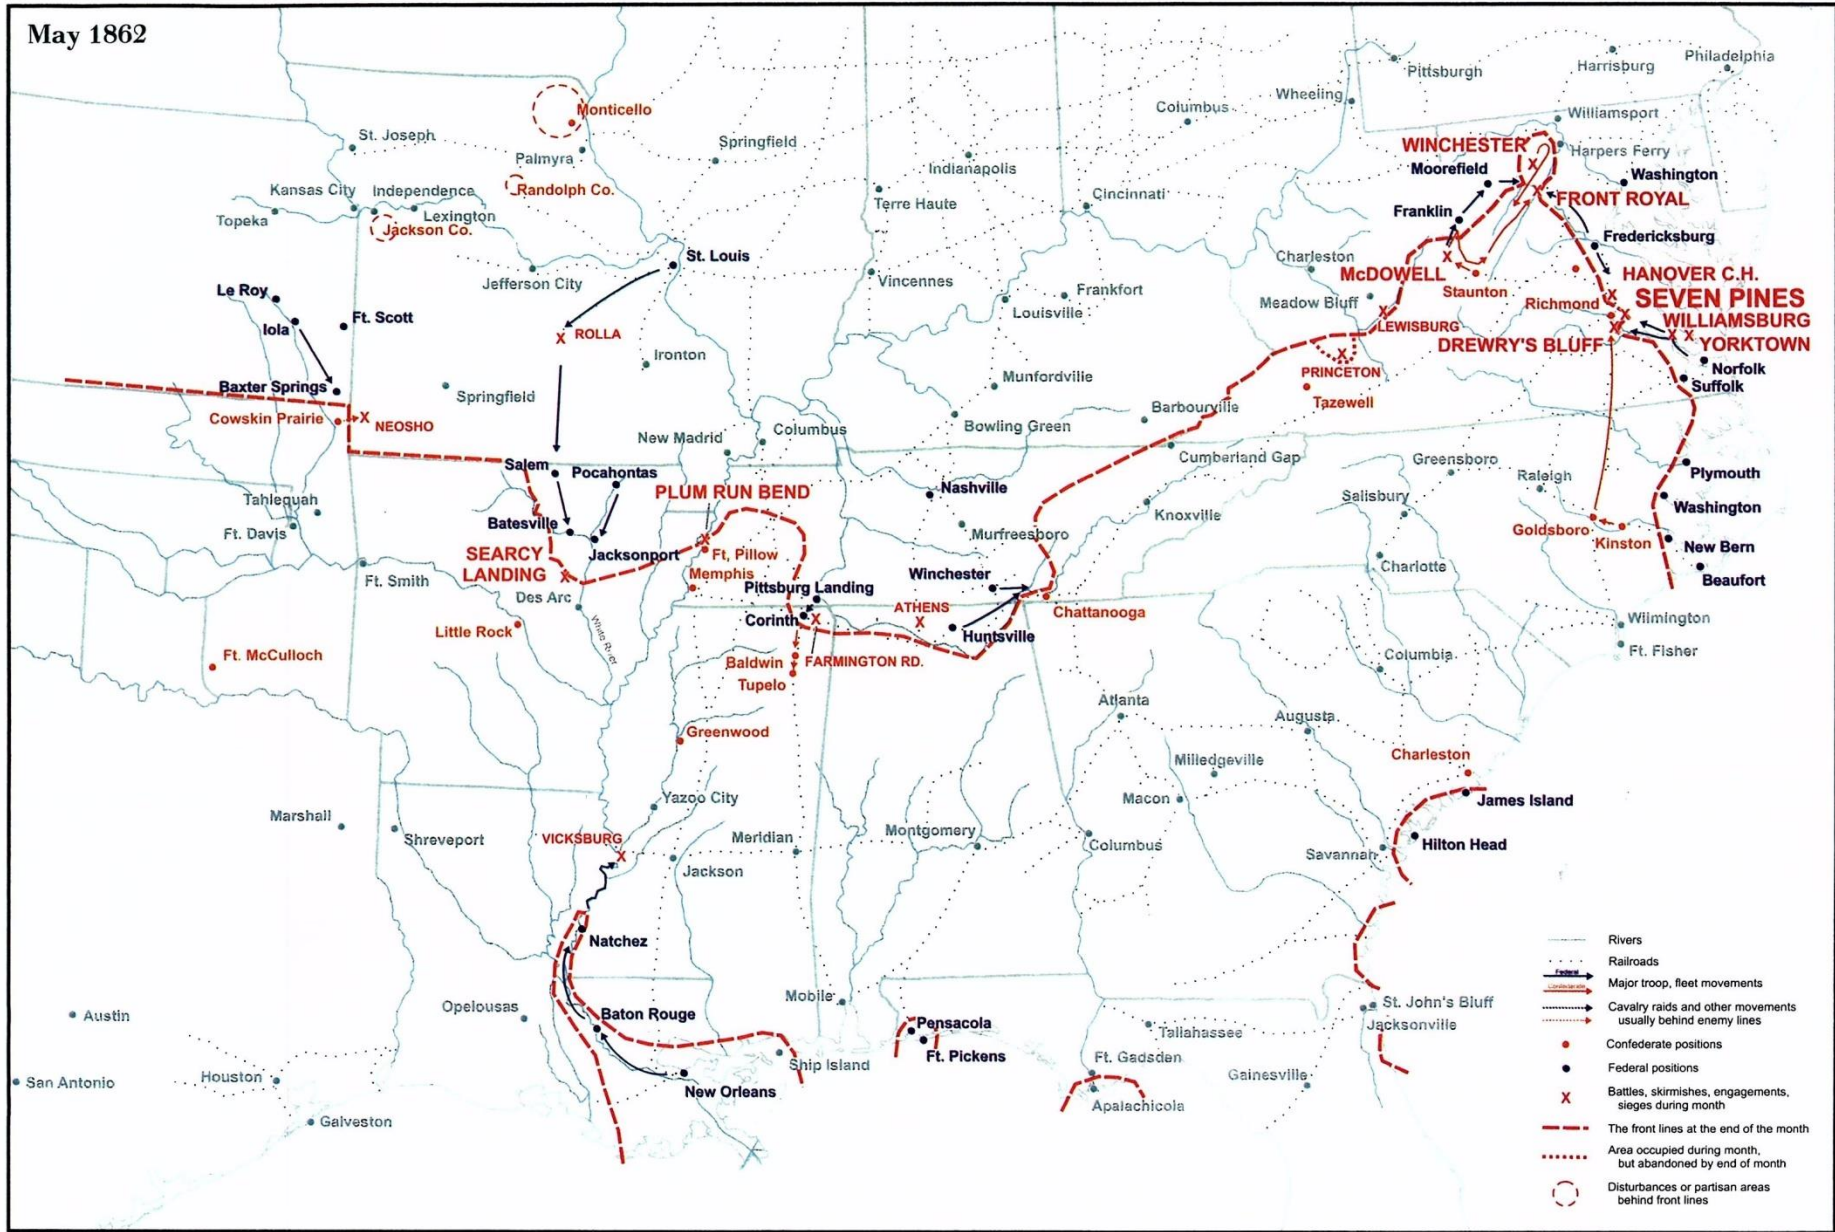 May 1862
Philadelphia
Harrisburg
Pittsburgh
Wheeling
Columbus
Williamsport
Monticello
St. Joseph
Springfield
Palmyra
WINCHESTER
Harpers Ferry
Indianapolis
Moorefield
Washington
Kansas City
Independence
Randolph Co.
Cincinnati
FRONT ROYAL
Topeka
Lexington
Terre Haute
Franklin
Jackson Co.
Fredericksburg
St. Louis
Charleston
McDOWELL
HANOVER C.H.
Jefferson City
Vincennes
Frankfort
Staunton
Le Roy
Meadow Bluff
Richmond
SEVEN PINES
Iola
Ft. Scott
Louisville
LEWISBURG
WILLIAMSBURG
ROLLA
DREWRY'S BLUFF
YORKTOWN
Ironton
Norfolk
PRINCETON
Baxter Springs
Munfordville
Suffolk
Springfield
Tazewell
Cowskin Prairie
NEOSHO
Barbourville
Bowling Green
New Madrid
Columbus
Salem
Pocahontas
Cumberland Gap
Greensboro
Raleigh
Plymouth
PLUM RUN BEND
Nashville
Salisbury
Tahlequah
Knoxville
Washington
Batesville
Ft. Davis
Murfreesboro
Goldsboro
Kinston
New Bern
SEARCY
LANDING
Jacksonport
Ft, Pillow
Memphis
Winchester
Charlotte
Beaufort
Ft. Smith
Pittsburg Landing
Des Arc
ATHENS
Chattanooga
Corinth
Wilmington
Little Rock
White River
Huntsville
Ft. Fisher
Ft. McCulloch
Baldwin
FARMINGTON RD.
Columbia
Tupelo
Atlanta
Augusta
Greenwood
Charleston
Milledgeville
Yazoo City
Macon
James Island
Marshall
Shreveport
VICKSBURG
Meridian
Montgomery
Columbus
Savannah
Hilton Head
Jackson
Natchez
Opelousas
Baton Rouge
Mobile
Pensacola
St. John's Bluff
Jacksonville
Austin
Tallahassee
Ft. Pickens
Ft. Gadsden
Ship Island
San Antonio
Houston
Gainesville
New Orleans
Apalachicola
Galveston
Rivers
Railroads
Federal
Confederate
Major troop, fleet movements
Cavalry raids and other movements
usually behind enemy lines
Confederate positions
Federal positions
X
Battles, skirmishes, engagements,
sieges during month
The front lines at the end of the month
Area occupied during month,
but abandoned by end of month
Disturbances or partisan areas
behind front lines